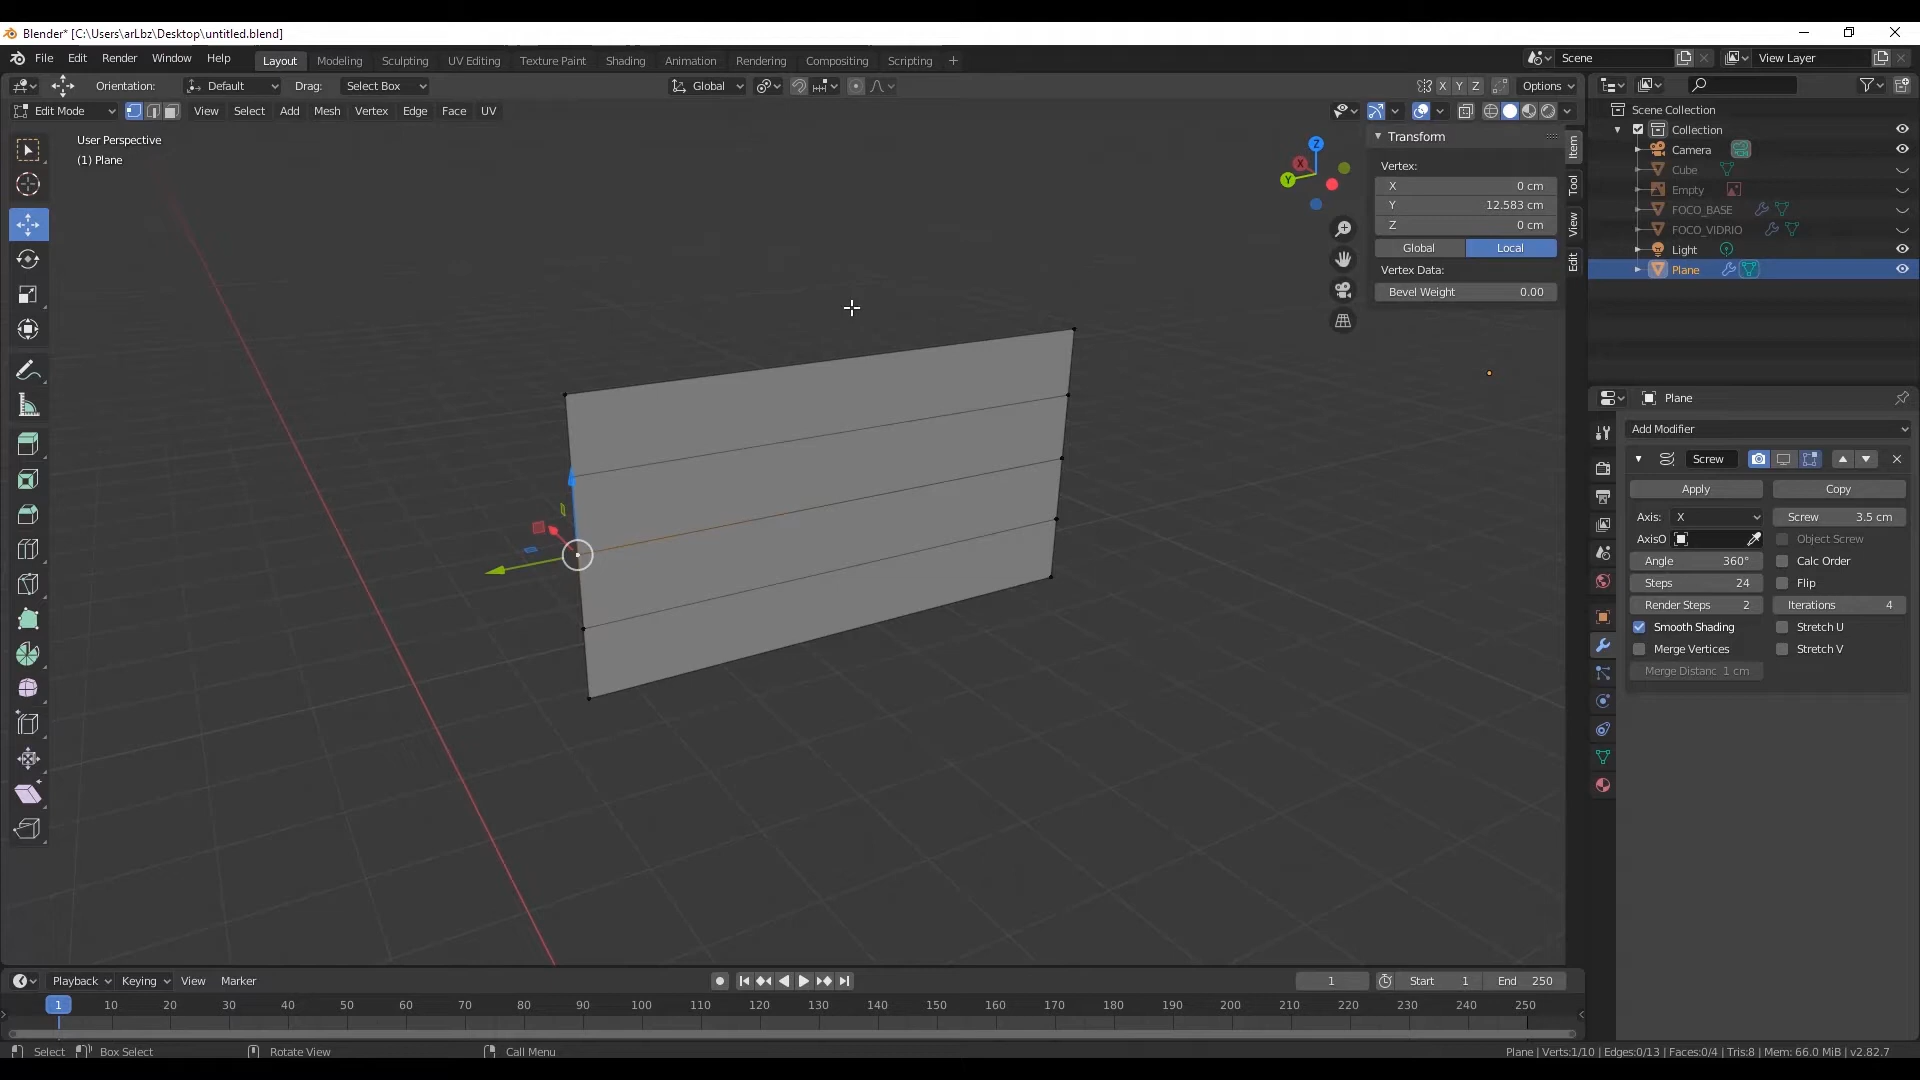 Blender* [C:\Users\arLbz\Desktop\untitled.blend]
File Edit Render Window Help Layout Modeling Sculpting UV Editing Texture Paint Shading Animation Rendering Compositing Scripting + Scene View Layer
Orientation: Default Drag: Select Box Global X Y Z Options
Edit Mode View Select Add Mesh Vertex Edge Face UV
User Perspective
(1) Plane
Z
X
Y
Transform
Vertex:
X 0 cm
Y 12.583 cm
Z 0 cm
Global Local
Vertex Data:
Bevel Weight 0.00
Item
Tool
View
Edit
Scene Collection
Collection
Camera
Cube
Empty
FOCO_BASE
FOCO_VIDRIO
Light
Plane
Plane
Add Modifier
Screw
Apply Copy
Axis: X Screw 3.5 cm
AxisO Object Screw
Angle 360° Calc Order
Steps 24 Flip
Render Steps 2 Iterations 4
Smooth Shading Stretch U
Merge Vertices Stretch V
Merge Distanc 1 cm
Playback Keying View Marker 1 Start 1 End 250
1 10 20 30 40 50 60 70 80 90 100 110 120 130 140 150 160 170 180 190 200 210 220 230 240 250
Select Box Select Rotate View Call Menu Plane | Verts:1/10 | Edges:0/13 | Faces:0/4 | Tris:8 | Mem: 66.0 MiB | v2.82.7